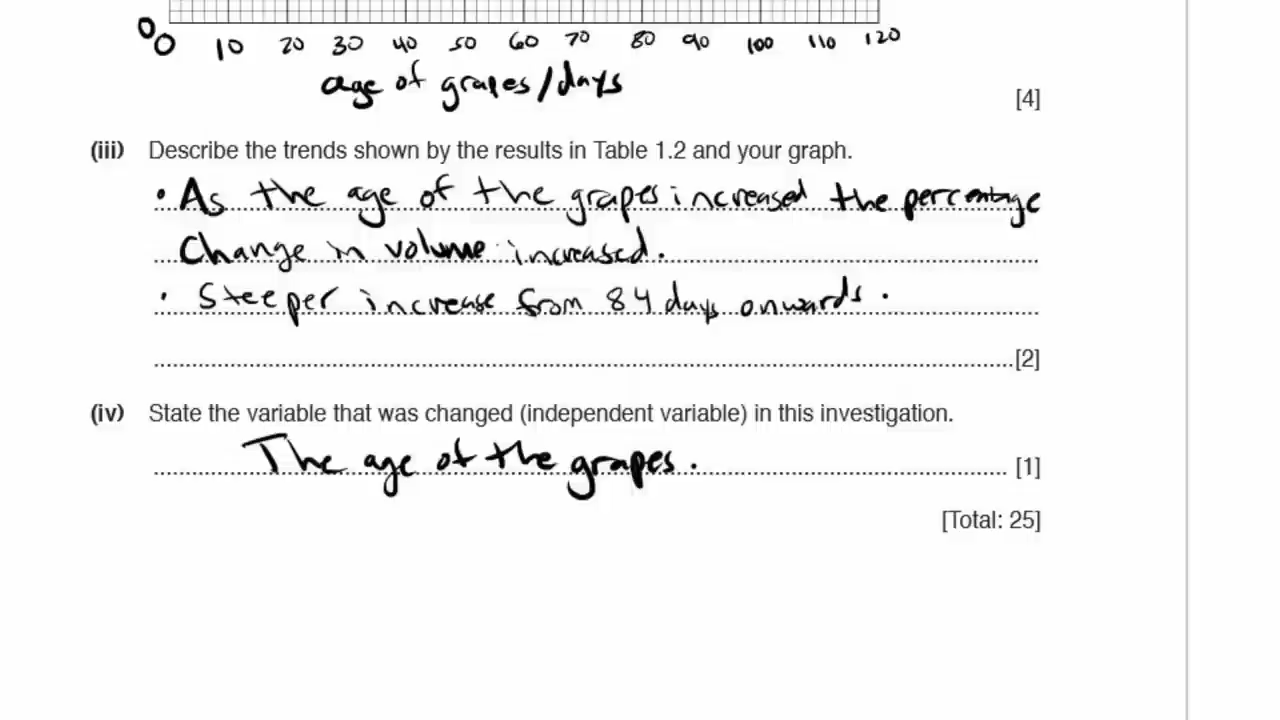 0
0 10 20 30 40 50 60 70 80 90 100 110 120
age of grapes/days
[4]
(iii) Describe the trends shown by the results in Table 1.2 and your graph.
• As the age of the grapes increased the percentage
Change in volume increased.
• Steeper increase from 84 days onwards.
[2]
(iv) State the variable that was changed (independent variable) in this investigation.
The age of the grapes.
[1]
[Total: 25]